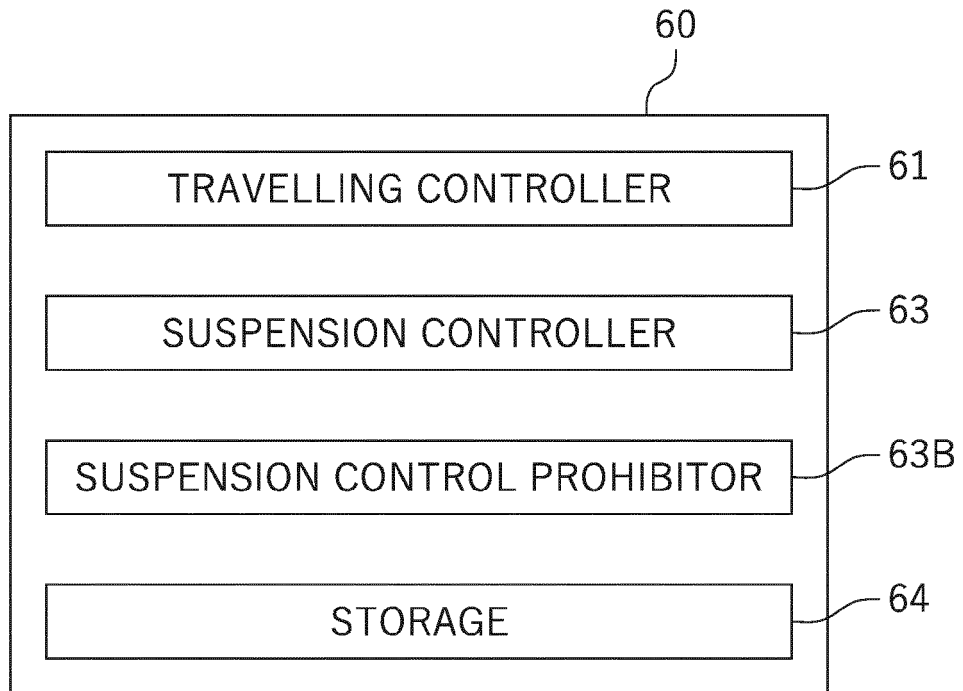 60
TRAVELLING CONTROLLER 61
SUSPENSION CONTROLLER 63
SUSPENSION CONTROL PROHIBITOR 63B
STORAGE 64